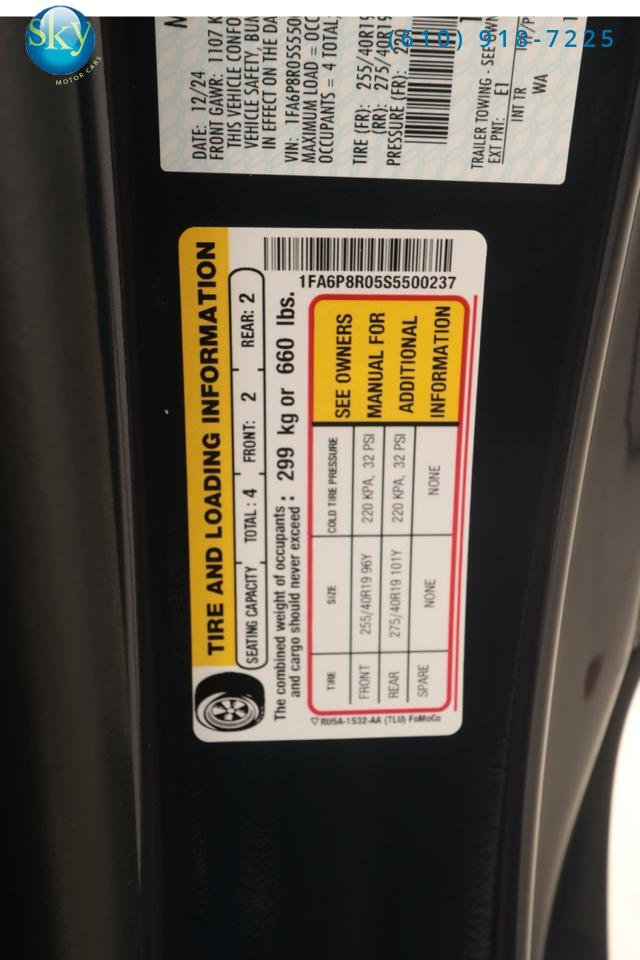 Sky
MOTOR CARS
(610) 918-7225
DATE: 12/24
FRONT GAWR: 1107 K
THIS VEHICLE CONFO
VEHICLE SAFETY, BU
IN EFFECT ON THE DA
VIN: 1FA6P8R05S5500
MAXIMUM LOAD = OCC
OCCUPANTS = 4 TOTAL
TIRE (FR): 255/40R19
(RR): 275/40R19
PRESSURE (FR): 220
TRAILER TOWING - SEE
EXT PNT: E1
INT TR
WA
TIRE AND LOADING INFORMATION
SEATING CAPACITY TOTAL : 4 FRONT: 2 REAR: 2
The combined weight of occupants
and cargo should never exceed : 299 kg or 660 lbs.
1FA6P8R05S5500237
TIRE SIZE COLD TIRE PRESSURE
FRONT 255/40R19 96Y 220 KPA, 32 PSI
REAR 275/40R19 101Y 220 KPA, 32 PSI
SPARE NONE NONE
SEE OWNERS
MANUAL FOR
ADDITIONAL
INFORMATION
RU5A-1532-AA (TLU) FoMoCo